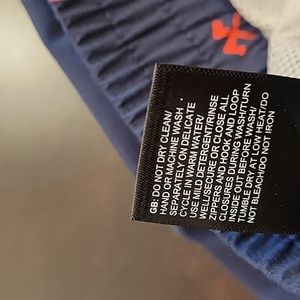 GB: DO NOT DRY CLEAN/
HAND OR MACHINE WASH
SEPARATELY ON DELICATE
CYCLE IN WARM WATER/
USE MILD DETERGENT/RINSE
WELL/SECURE OR CLOSE ALL
ZIPPERS AND HOOK AND LOOP
CLOSURES DURING WASH/TURN
INSIDE OUT BEFORE WASH/
TUMBLE DRY AT LOW HEAT/DO
NOT BLEACH/DO NOT IRON